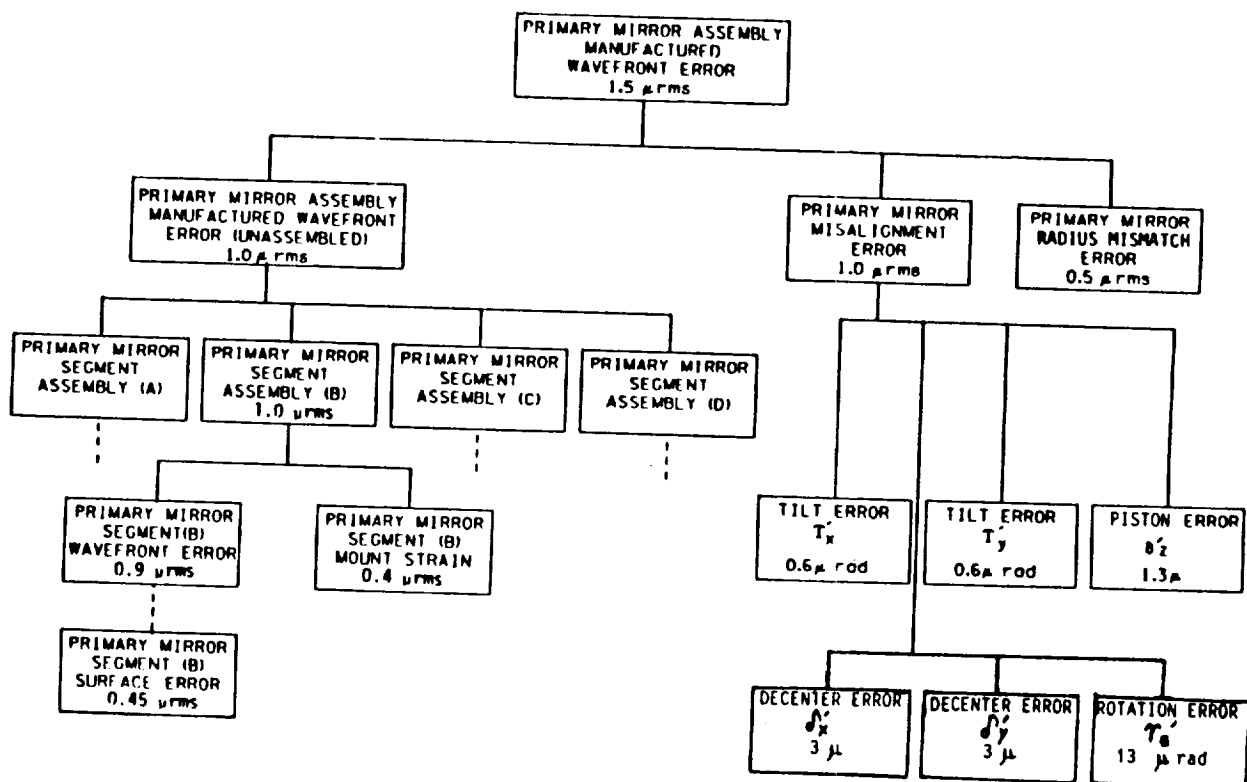 PRIMARY MIRROR ASSEMBLY
MANUFACTURED
WAVEFRONT ERROR
1.5 μ rms
PRIMARY MIRROR ASSEMBLY
MANUFACTURED WAVEFRONT
ERROR (UNASSEMBLED)
1.0 μ rms
PRIMARY MIRROR
MISALIGNMENT
ERROR
1.0 μ rms
PRIMARY MIRROR
RADIUS MISMATCH
ERROR
0.5 μ rms
PRIMARY MIRROR
SEGMENT
ASSEMBLY (A)
PRIMARY MIRROR
SEGMENT
ASSEMBLY (B)
1.0 μrms
PRIMARY MIRROR
SEGMENT
ASSEMBLY (C)
PRIMARY MIRROR
SEGMENT
ASSEMBLY (D)
PRIMARY MIRROR
SEGMENT(B)
WAVEFRONT ERROR
0.9 μrms
PRIMARY MIRROR
SEGMENT (B)
MOUNT STRAIN
0.4 μrms
TILT ERROR
T′x
0.6μ rad
TILT ERROR
T′y
0.6μ rad
PISTON ERROR
1.3μ
PRIMARY MIRROR
SEGMENT (B)
SURFACE ERROR
0.45 μrms
DECENTER ERROR
δ′x
3 μ
DECENTER ERROR
δ′y
3 μ
ROTATION ERROR
13 μ rad